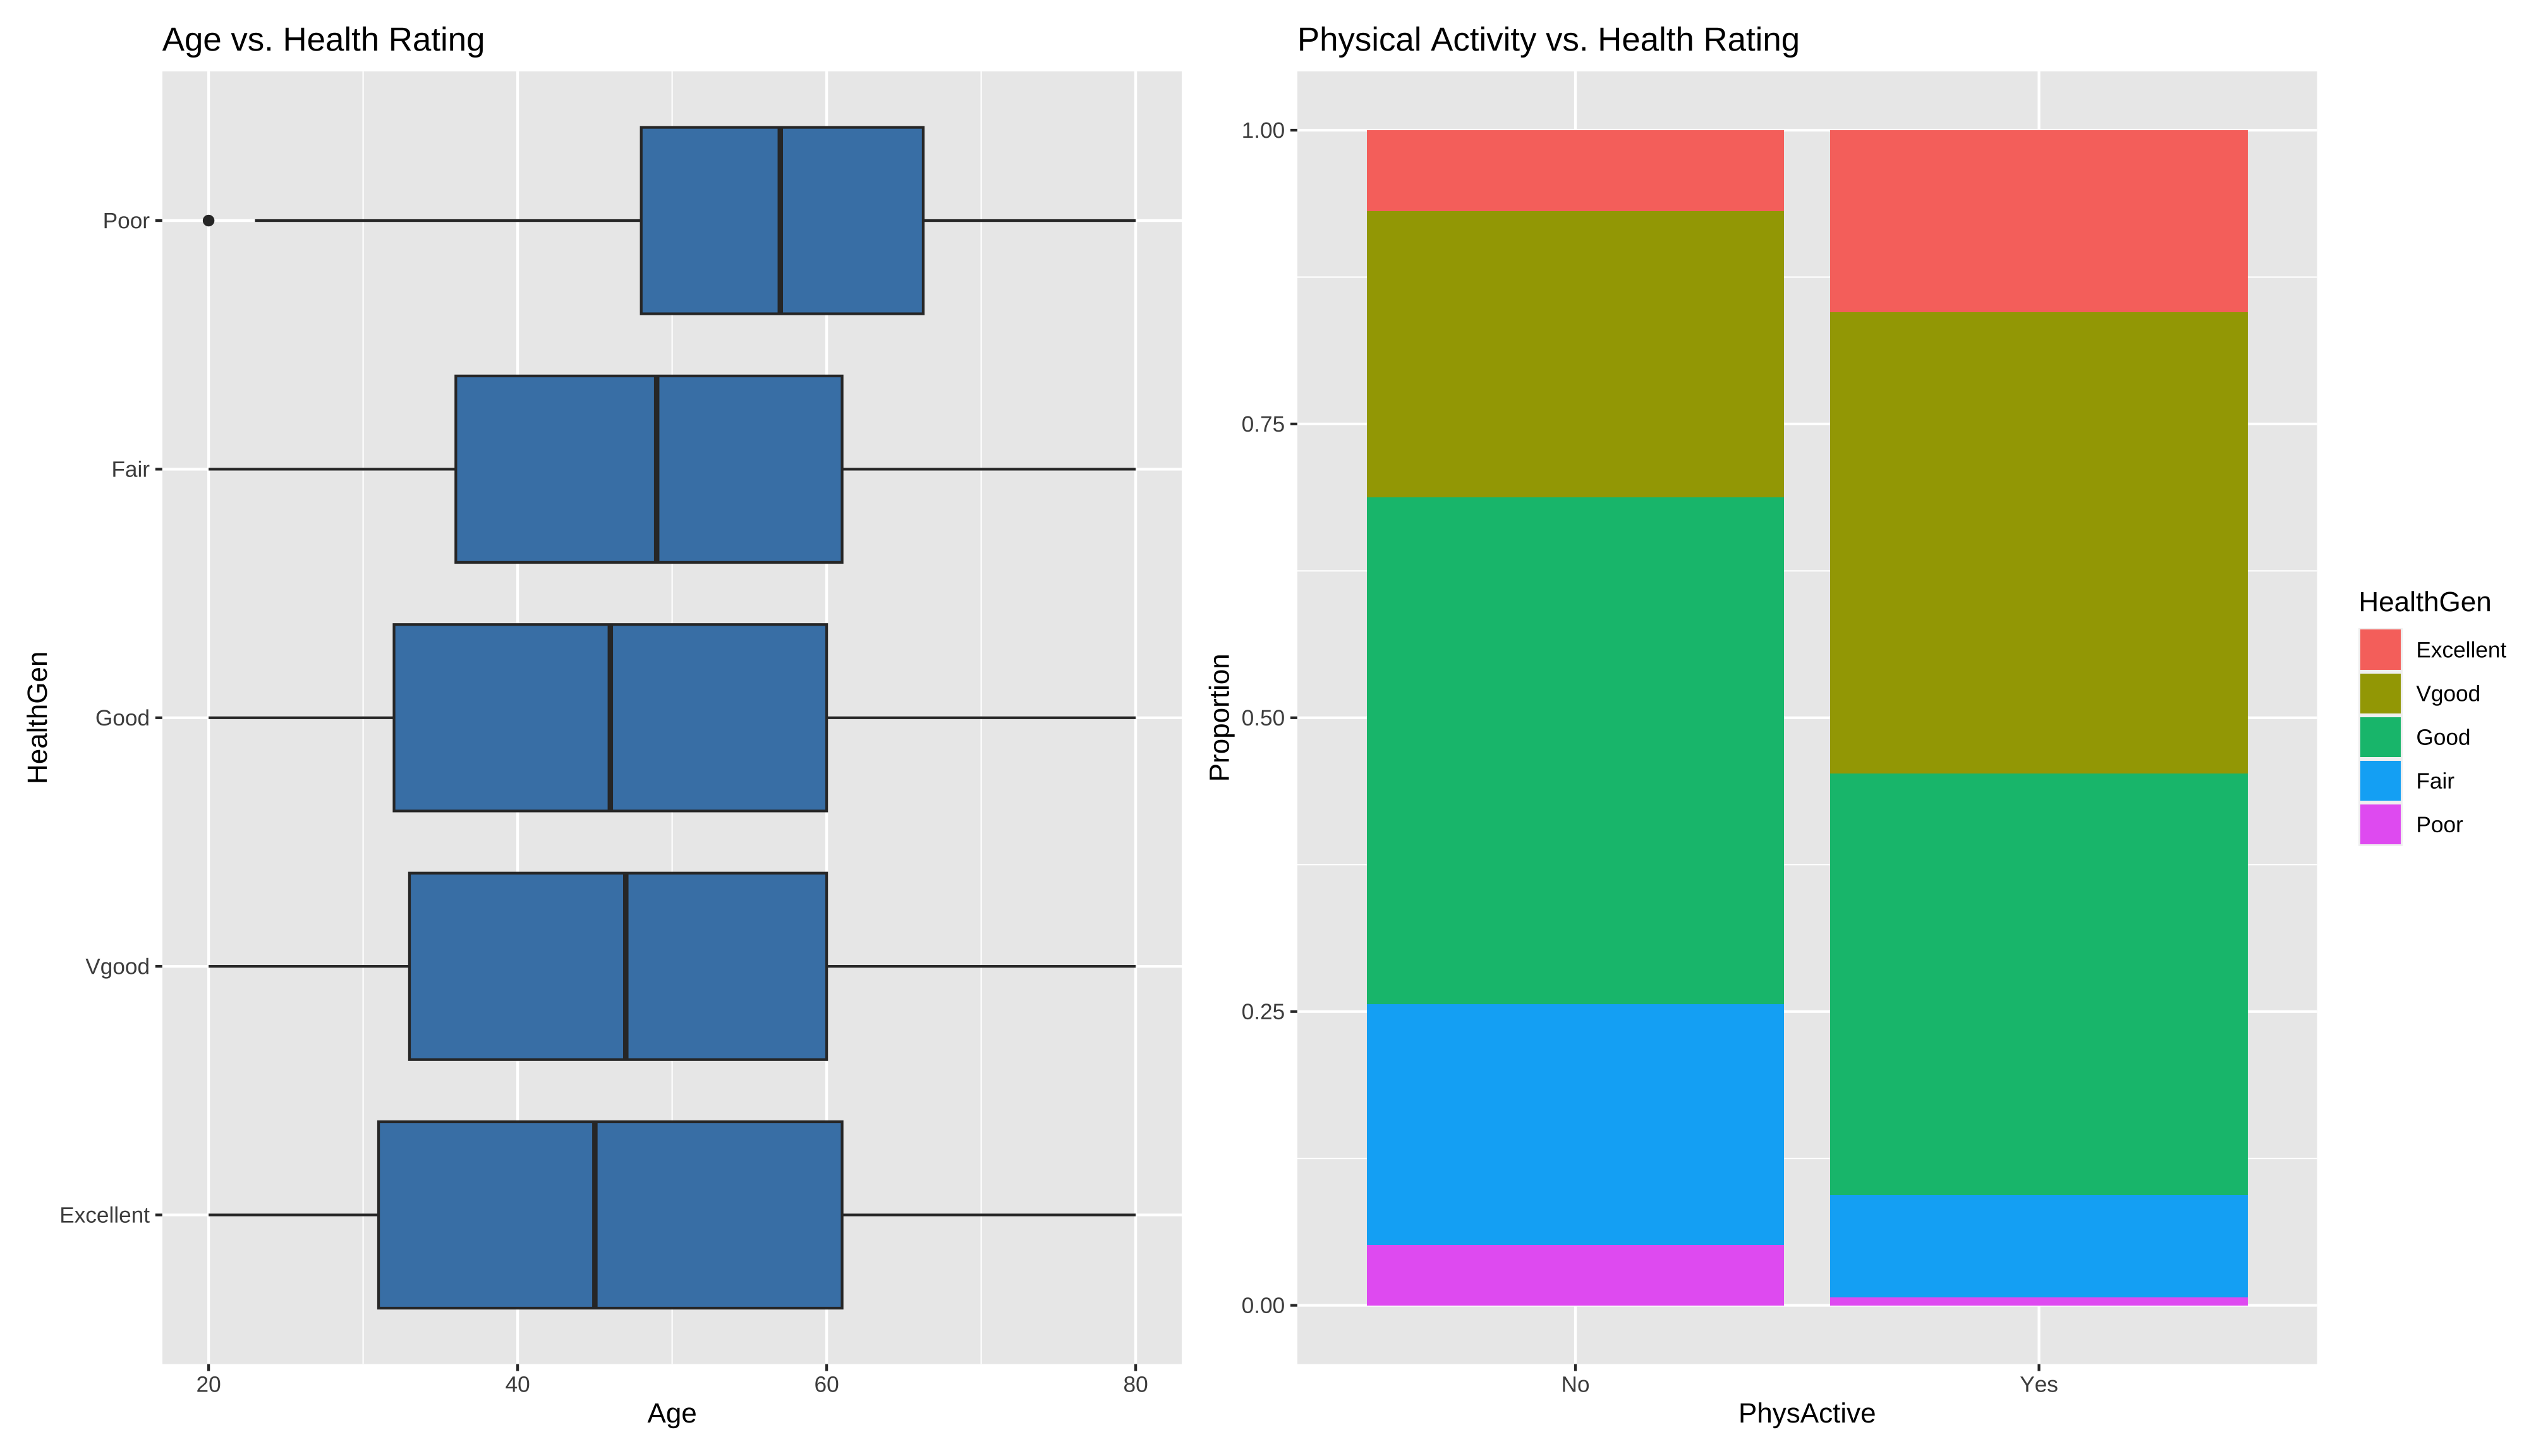 Age vs. Health Rating
HealthGen
Poor
Fair
Good
Vgood
Excellent
20 40 60 80
Age
Physical Activity vs. Health Rating
Proportion
1.00
0.75
0.50
0.25
0.00
No Yes
PhysActive
HealthGen
Excellent
Vgood
Good
Fair
Poor